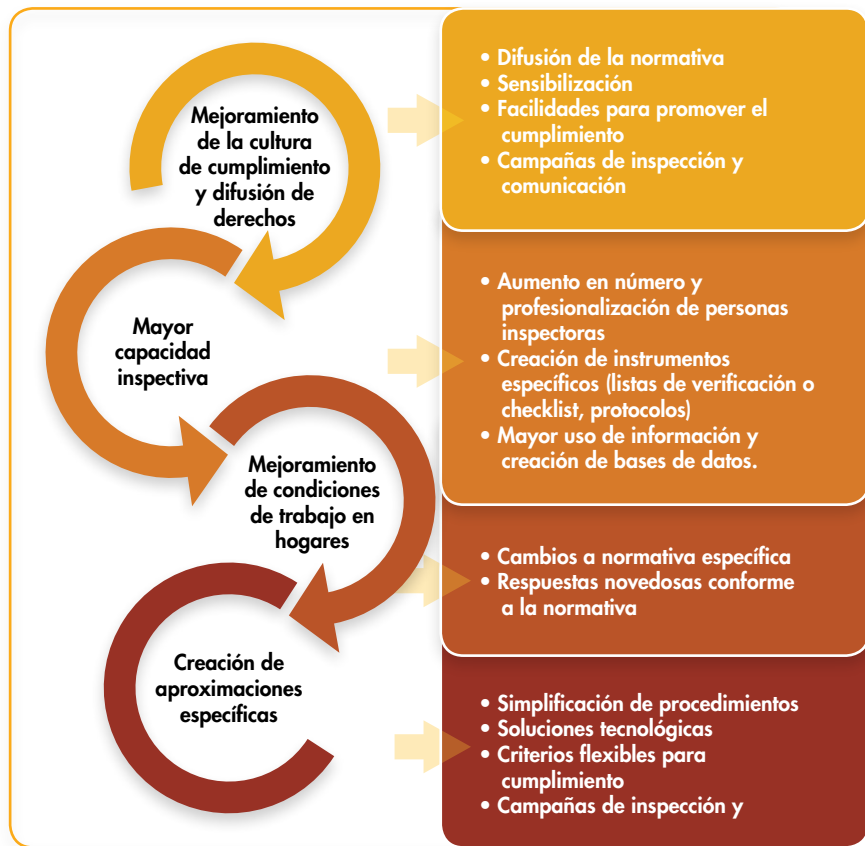 Mejoramiento
de la cultura
de cumplimiento
y difusión de
derechos
• Difusión de la normativa
• Sensibilización
• Facilidades para promover el
cumplimiento
• Campañas de inspección y
comunicación
Mayor
capacidad
inspectiva
• Aumento en número y
profesionalización de personas
inspectoras
• Creación de instrumentos
específicos (listas de verificación o
checklist, protocolos)
• Mayor uso de información y
creación de bases de datos.
Mejoramiento
de condiciones
de trabajo en
hogares
• Cambios a normativa específica
• Respuestas novedosas conforme
a la normativa
Creación de
aproximaciones
específicas
• Simplificación de procedimientos
• Soluciones tecnológicas
• Criterios flexibles para
cumplimiento
• Campañas de inspección y